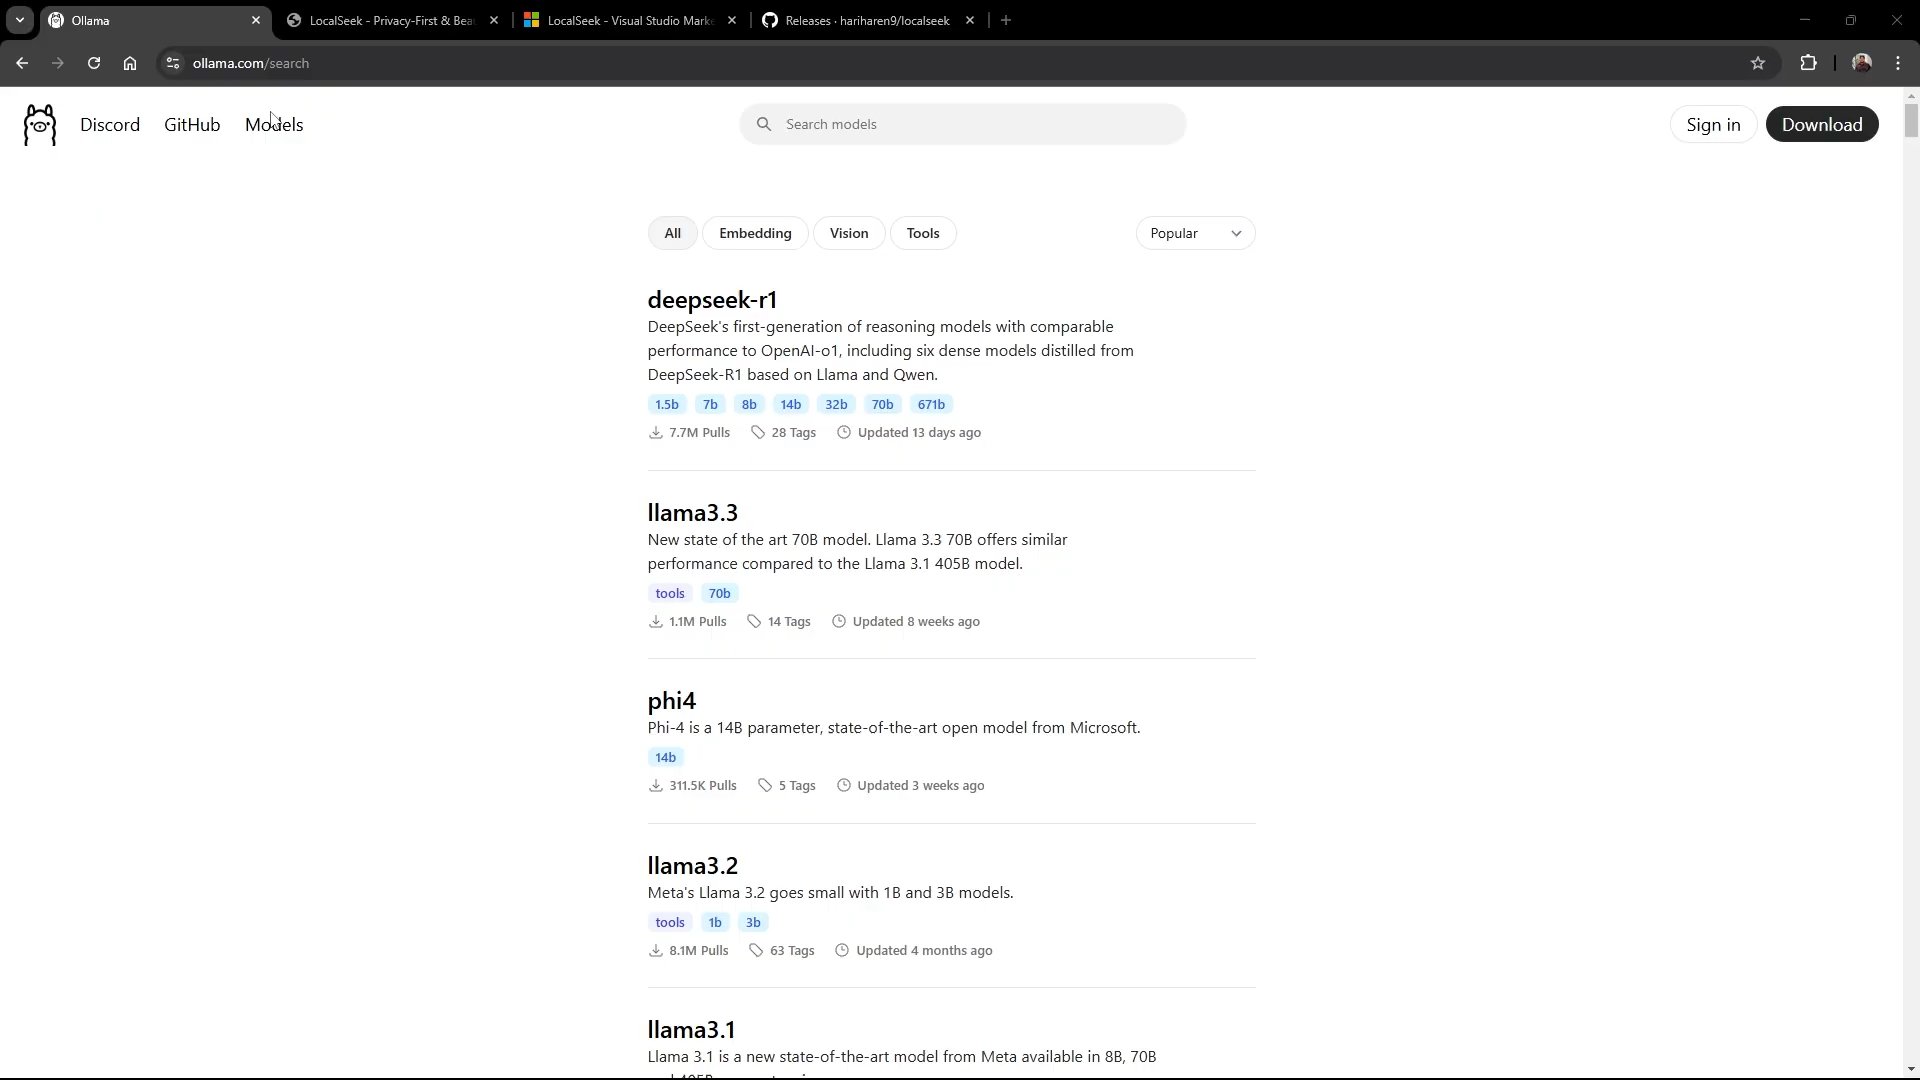 Ollama
LocalSeek - Privacy-First & Bea
LocalSeek - Visual Studio Marke
Releases · hariharen9/localseek
ollama.com/search
Discord
GitHub
Models
Search models
Sign in
Download
All
Embedding
Vision
Tools
Popular
deepseek-r1
DeepSeek's first-generation of reasoning models with comparable
performance to OpenAI-o1, including six dense models distilled from
DeepSeek-R1 based on Llama and Qwen.
1.5b 7b 8b 14b 32b 70b 671b
7.7M Pulls 28 Tags Updated 13 days ago
llama3.3
New state of the art 70B model. Llama 3.3 70B offers similar
performance compared to the Llama 3.1 405B model.
tools 70b
1.1M Pulls 14 Tags Updated 8 weeks ago
phi4
Phi-4 is a 14B parameter, state-of-the-art open model from Microsoft.
14b
311.5K Pulls 5 Tags Updated 3 weeks ago
llama3.2
Meta's Llama 3.2 goes small with 1B and 3B models.
tools 1b 3b
8.1M Pulls 63 Tags Updated 4 months ago
llama3.1
Llama 3.1 is a new state-of-the-art model from Meta available in 8B, 70B